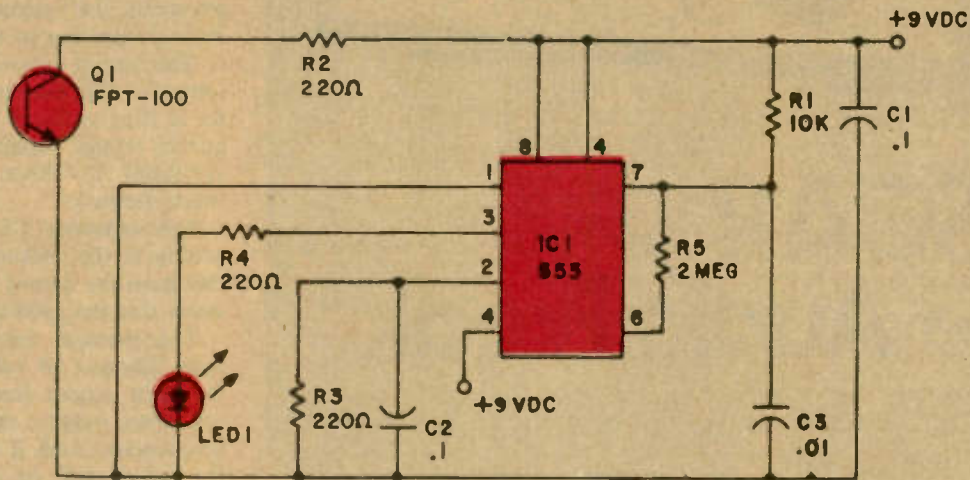 +9 VDC
Q1
FPT-100
R2
220Ω
R1
10K
C1
.1
8
4
1
7
3
IC1
555
R5
2 MEG
R4
220Ω
2
4
6
+9 VDC
R3
220Ω
C2
.1
LED1
C3
.01